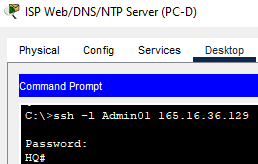 ISP Web/DNS/NTP Server (PC-D)
Physical Config Services Desktop
Command Prompt
C:\>ssh -l Admin01 165.16.36.129
Password:
HQ#